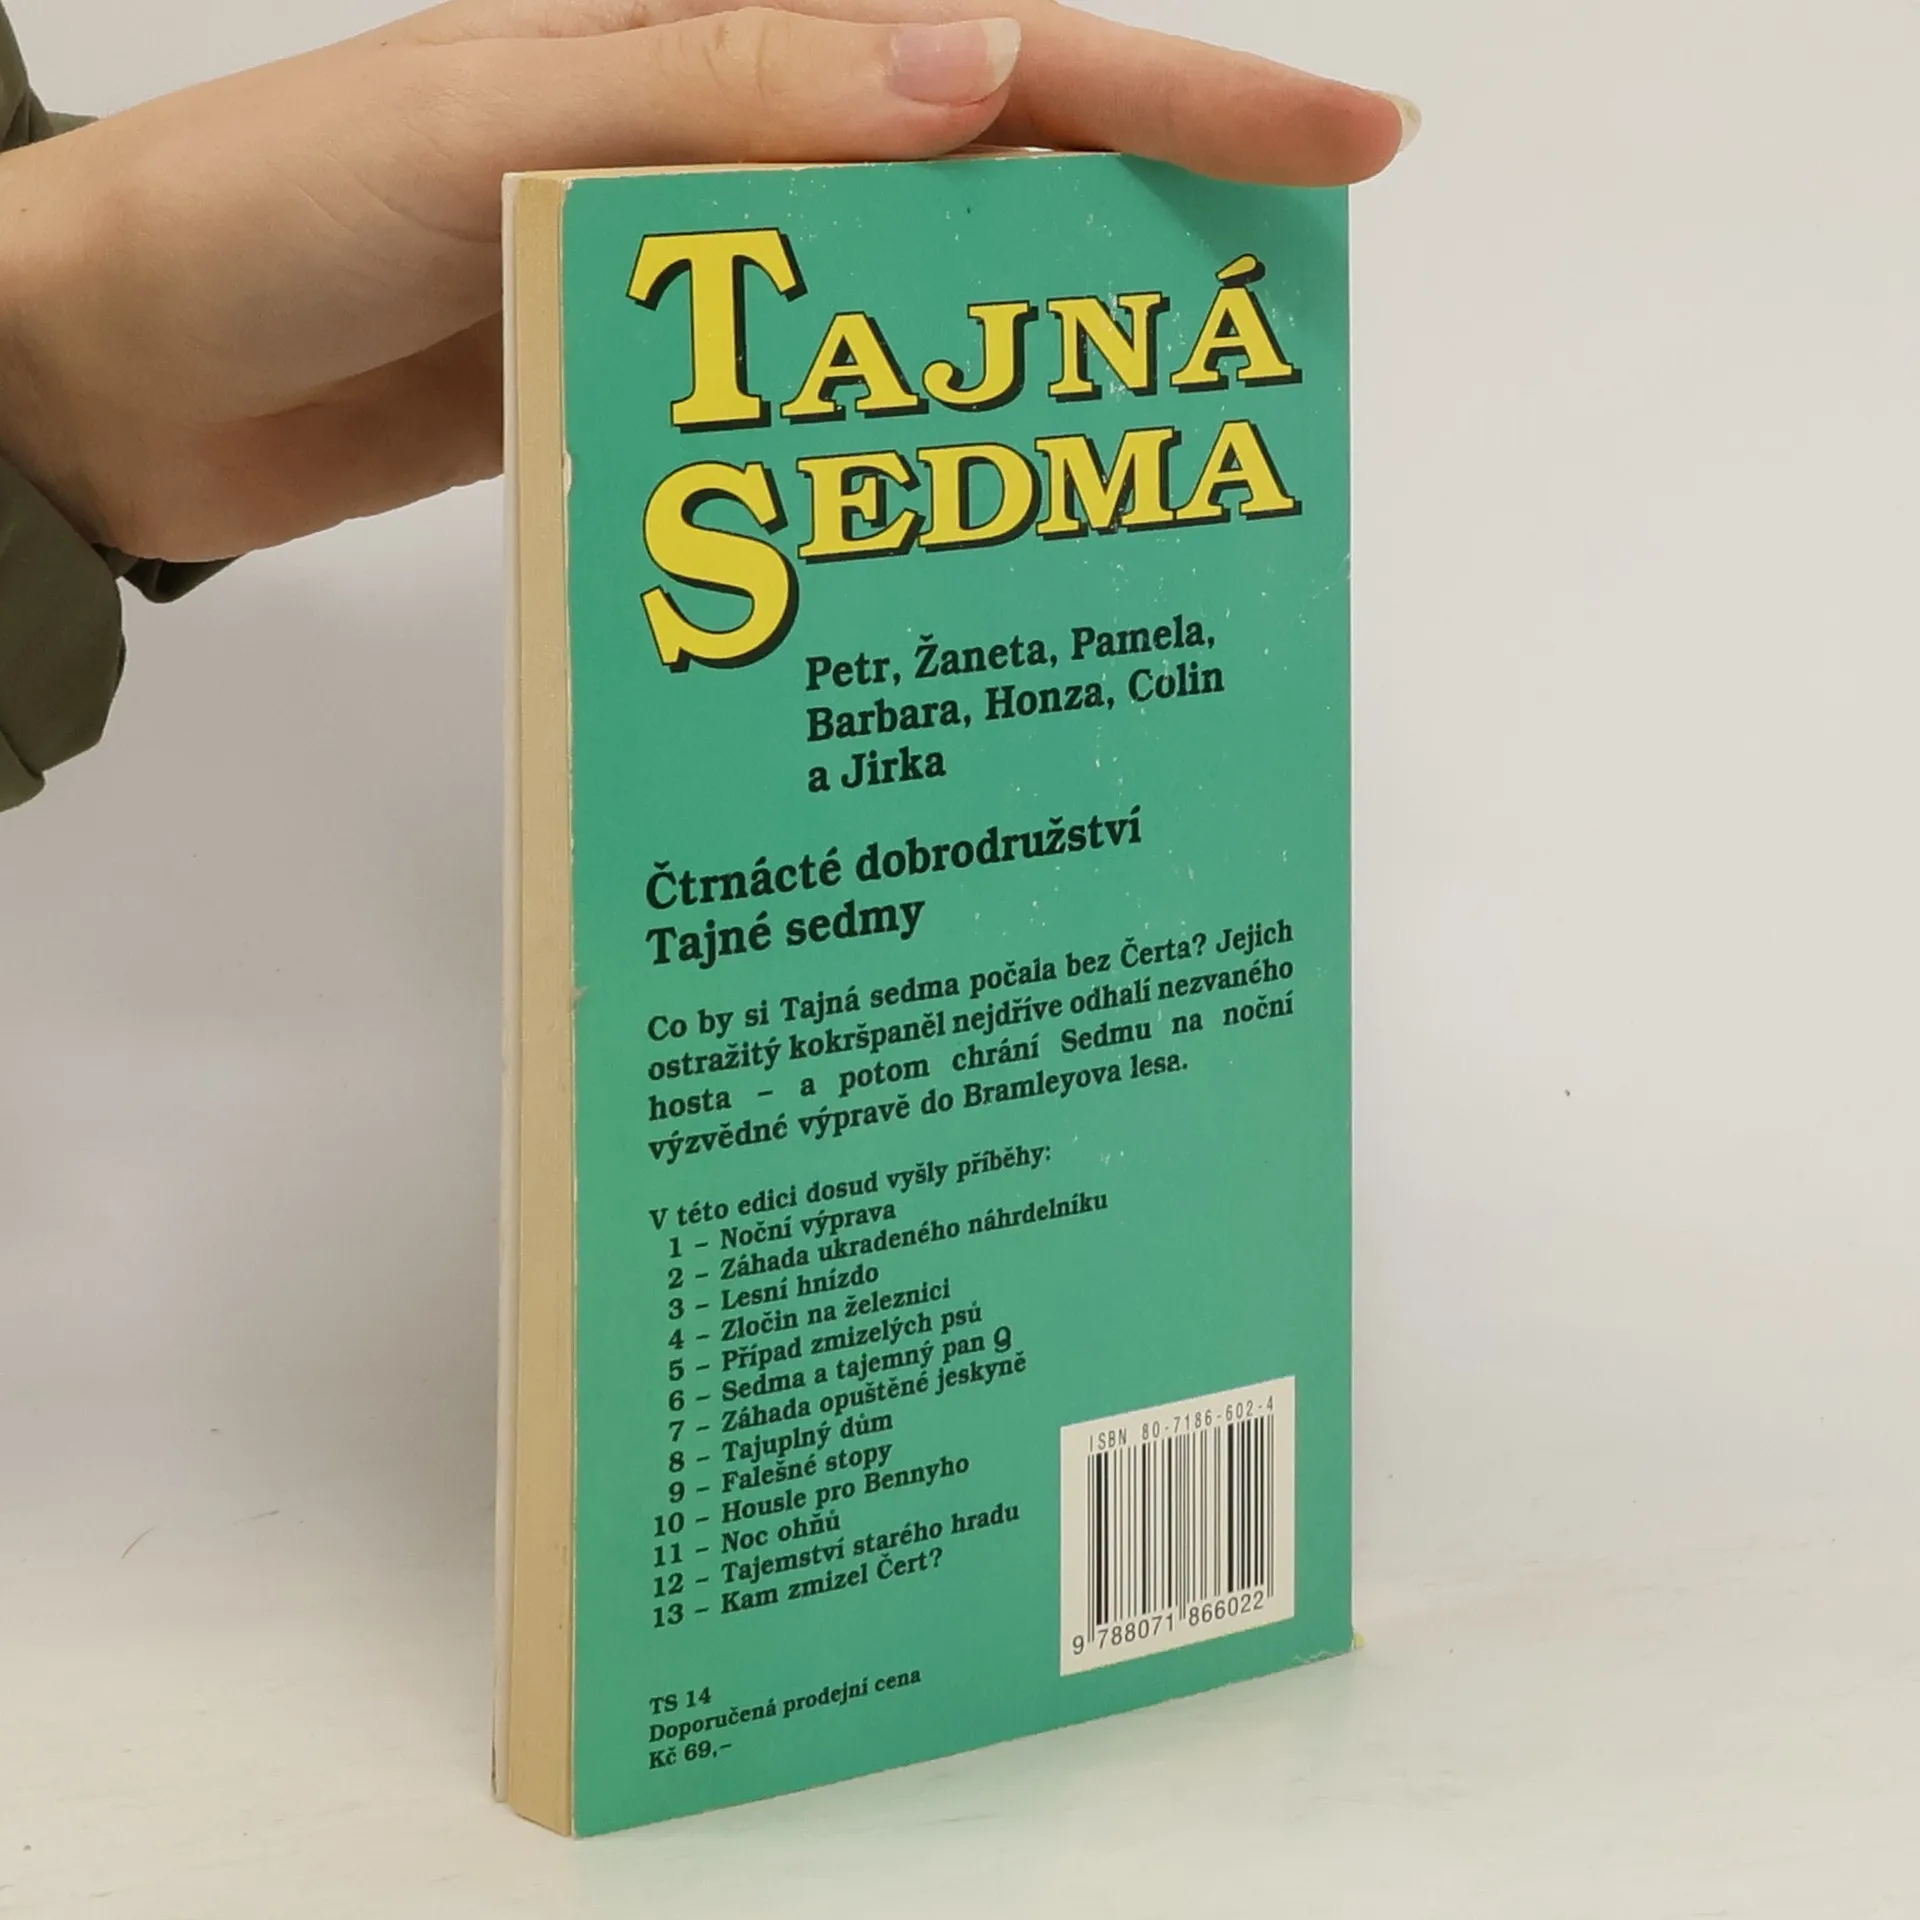 TAJNÁ
SEDMA
Petr, Žaneta, Pamela,
Barbara, Honza, Colin
a Jirka
Čtrnácté dobrodružství
Tajné sedmy
Co by si Tajná sedma počala bez Čerta? Jejich
ostražitý kokršpaněl nejdříve odhalí nezvaného
hosta – a potom chrání Sedmu na noční
výzvědné výpravě do Bramleyova lesa.
V této edici dosud vyšly příběhy:
1 – Noční výprava
2 – Záhada ukradeného náhrdelníku
3 – Lesní hnízdo
4 – Zločin na železnici
5 – Případ zmizelých psů
6 – Sedma a tajemný pan Q
7 – Záhada opuštěné jeskyně
8 – Tajuplný dům
9 – Falešné stopy
10 – Housle pro Bennyho
11 – Noc ohňů
12 – Tajemství starého hradu
13 – Kam zmizel Čert?
ISBN 80-7186-602-4
9 788071 866022
TS 14
Doporučená prodejní cena
Kč 69,–